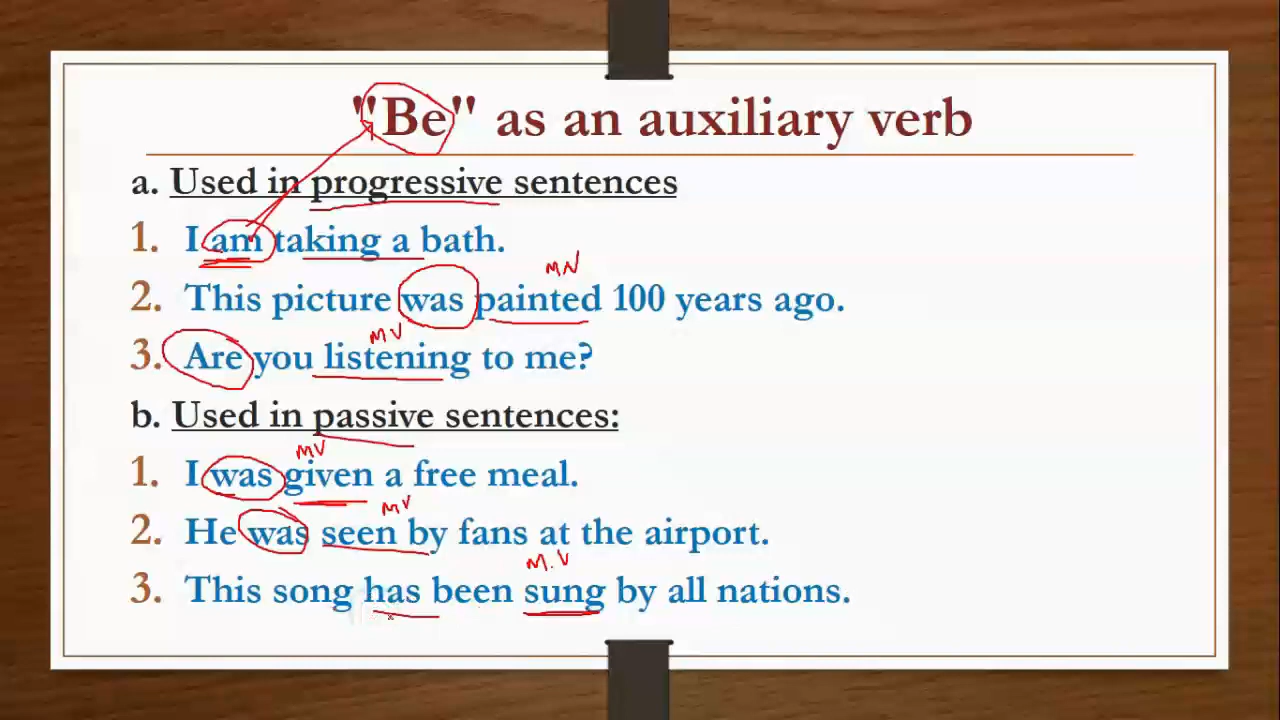 "Be" as an auxiliary verb
a. Used in progressive sentences
1. I am taking a bath.
MN
2. This picture was painted 100 years ago.
MV
3. Are you listening to me?
b. Used in passive sentences:
MV
1. I was given a free meal.
MV
2. He was seen by fans at the airport.
M.V
3. This song has been sung by all nations.